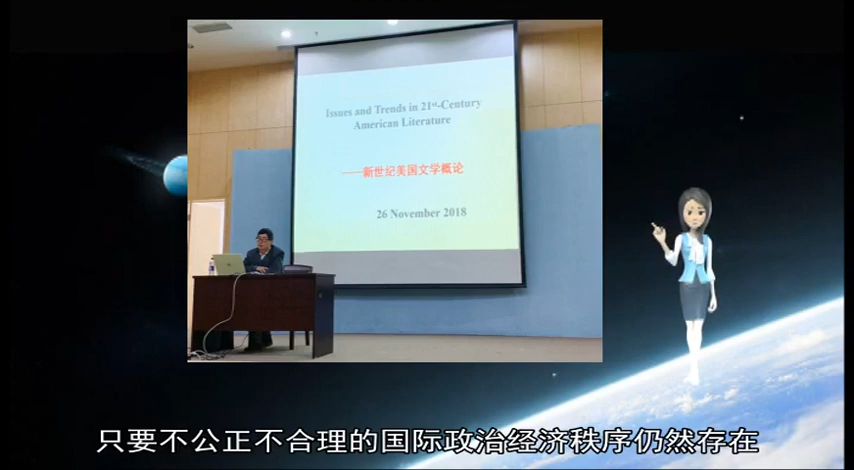 Issues and Trends in 21st-Century
American Literature
——新世纪美国文学概论
26 November 2018
只要不公正不合理的国际政治经济秩序仍然存在